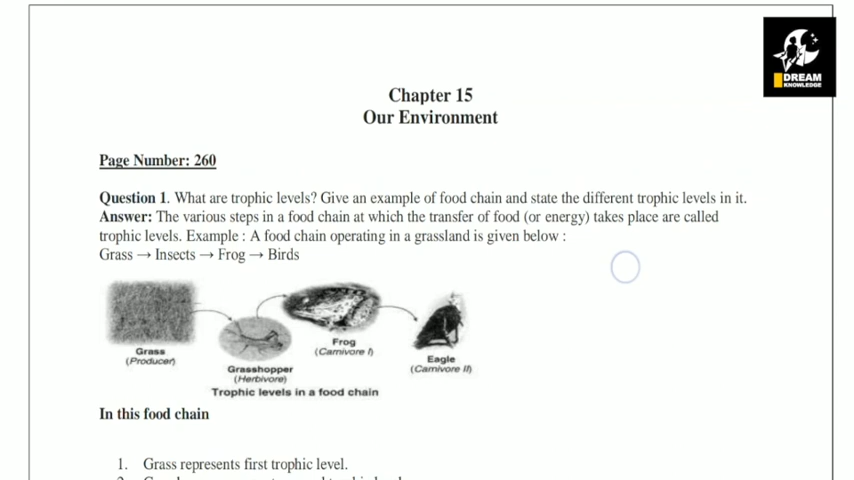 DREAM
KNOWLEDGE
Chapter 15
Our Environment
Page Number: 260
Question 1. What are trophic levels? Give an example of food chain and state the different trophic levels in it.
Answer: The various steps in a food chain at which the transfer of food (or energy) takes place are called
trophic levels. Example : A food chain operating in a grassland is given below :
Grass → Insects → Frog → Birds
Grass
(Producer)
Grasshopper
(Herbivore)
Frog
(Carnivore I)
Eagle
(Carnivore II)
Trophic levels in a food chain
In this food chain
1. Grass represents first trophic level.